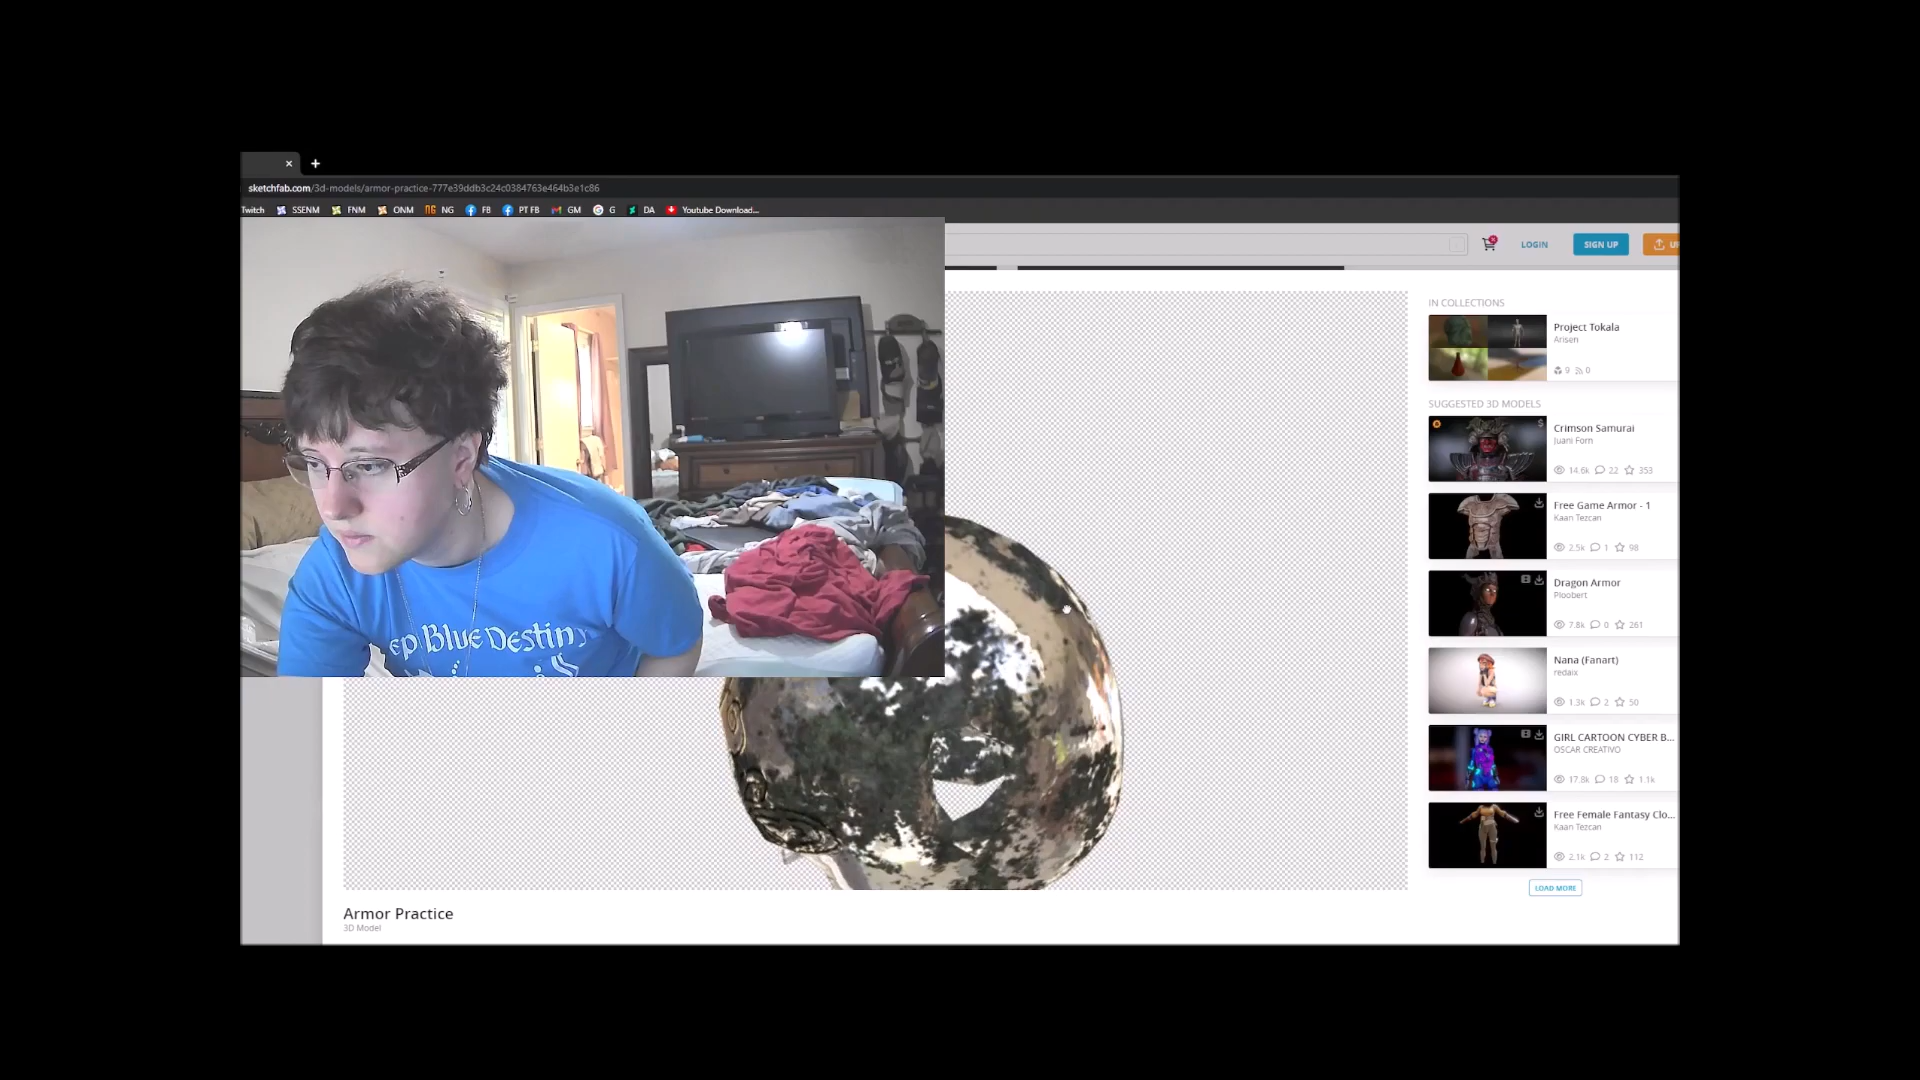 sketchfab.com/3d-models/armor-practice-777e39ddb3c24c0384763e464b3e1c86
Twitch SSENM FNM ONM NG FB PT FB GM G DA Youtube Download...
LOGIN SIGN UP
IN COLLECTIONS
Project Tokala
Arisen
9 0
SUGGESTED 3D MODELS
Crimson Samurai
Juani Forn
14.6k 22 353
Free Game Armor - 1
Kaan Tezcan
2.5k 1 98
Dragon Armor
Ploobert
7.8k 0 261
Nana (Fanart)
redaix
1.3k 2 50
GIRL CARTOON CYBER B...
OSCAR CREATIVO
17.8k 18 1.1k
Free Female Fantasy Clo...
Kaan Tezcan
2.1k 2 112
LOAD MORE
ep Blue Destiny
Armor Practice
3D Model